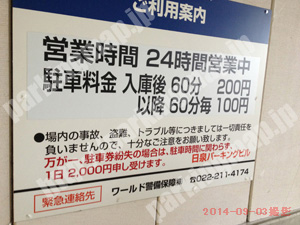 ご利用案内
営業時間 24時間営業中
駐車料金 入庫後 60分 200円
以降 60分毎 100円
●場内の事故、盗難、トラブル等につきましては一切責任を
負いませんので、十分なご注意をお願い致します。
万が一、駐車券紛失の場合は、駐車時間に関わらず、
1日 2,000円申し受けます。 日泉パーキングビル
緊急連絡先 ワールド警備保障㈱ ☎022-211-4174
2014-09-03撮影